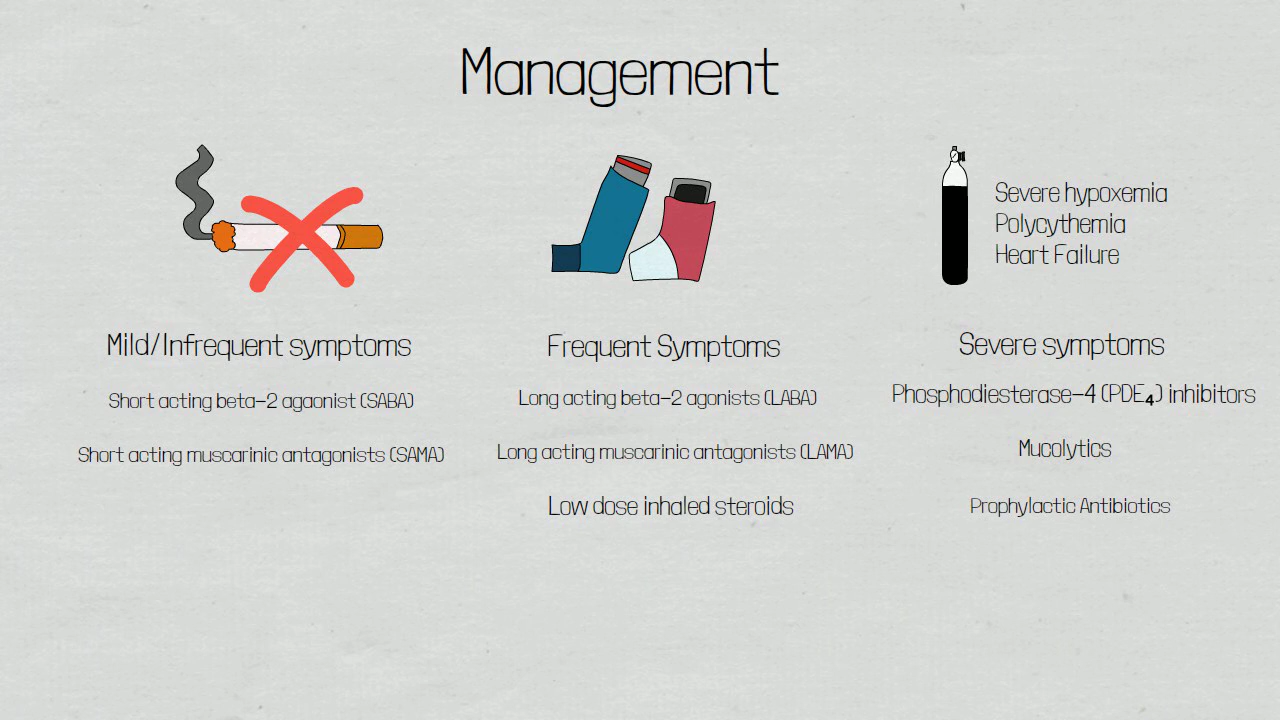 Management
Severe hypoxemia
Polycythemia
Heart Failure
Mild/Infrequent symptoms
Short acting beta-2 agaonist (SABA)
Short acting muscarinic antagonists (SAMA)
Frequent Symptoms
Long acting beta-2 agonists (LABA)
Long acting muscarinic antagonists (LAMA)
Low dose inhaled steroids
Severe symptoms
Phosphodiesterase-4 (PDE₄) inhibitors
Mucolytics
Prophylactic Antibiotics